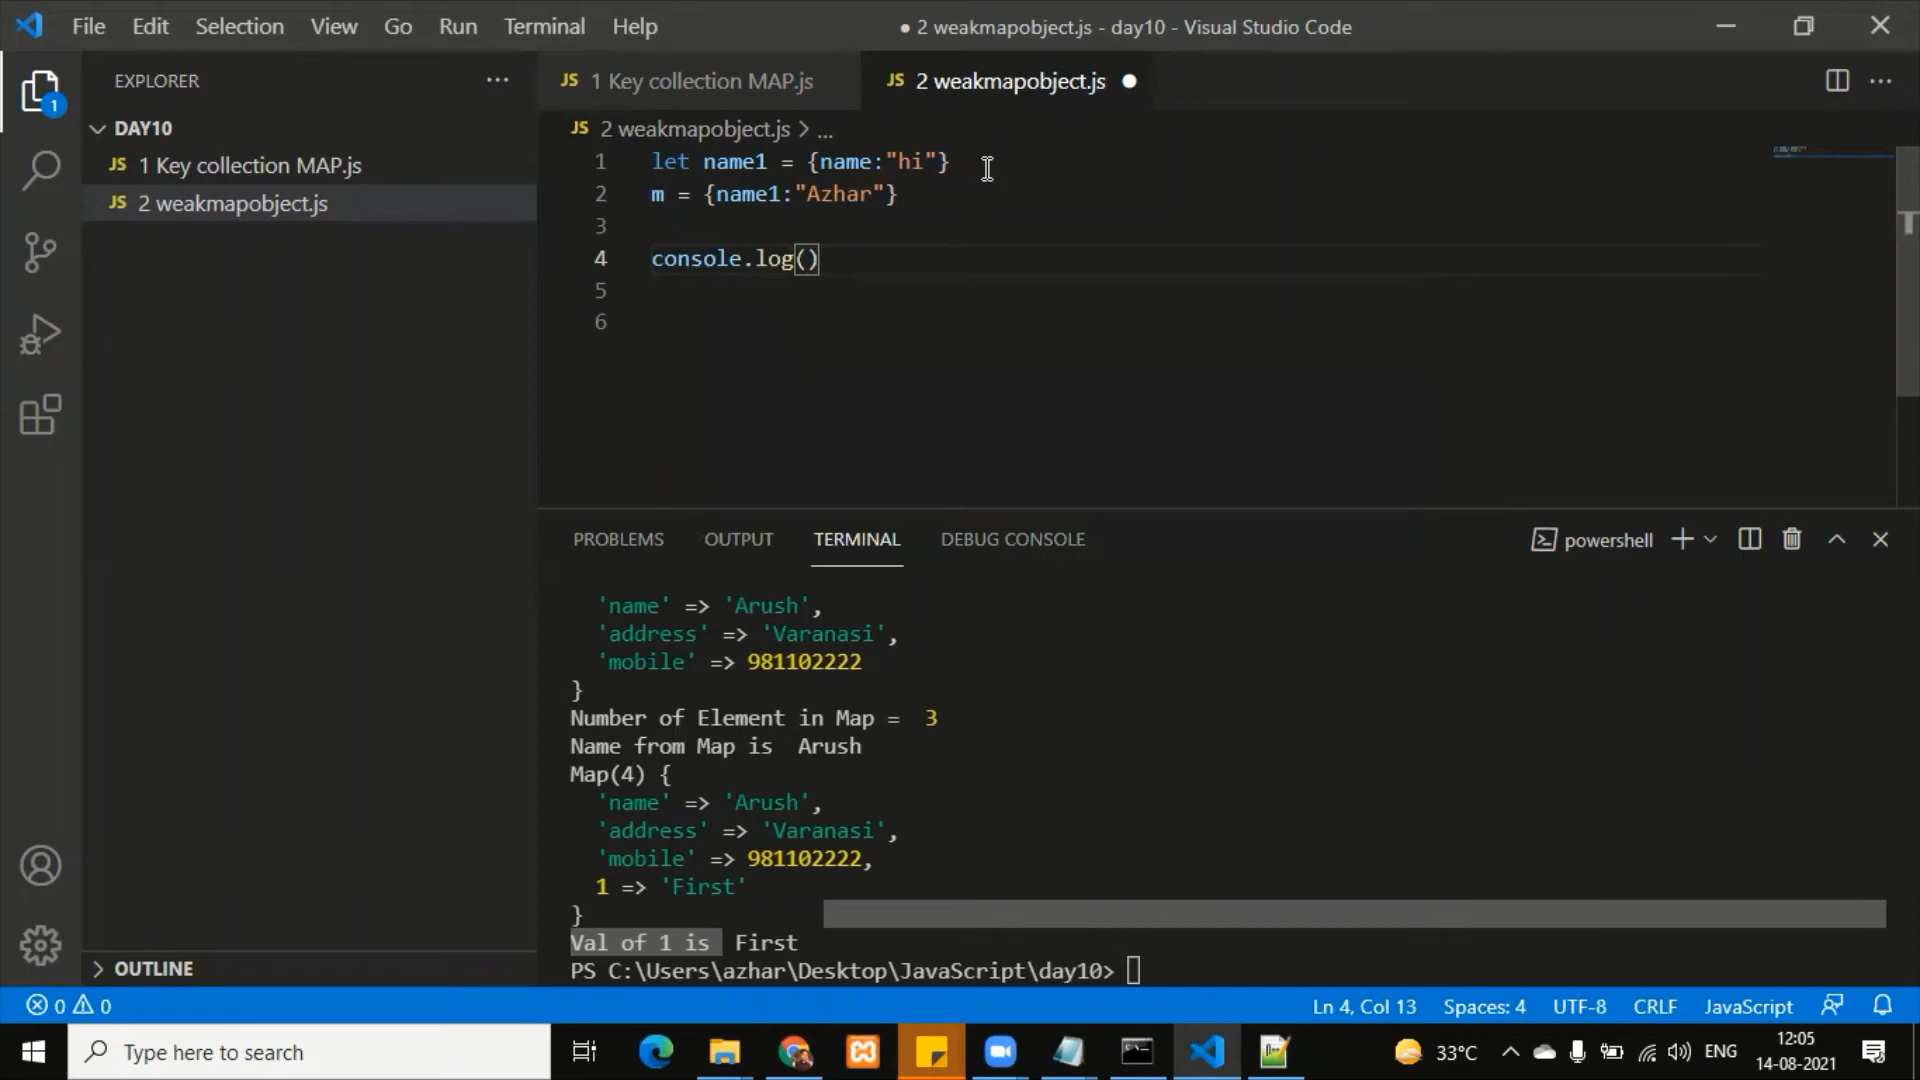 File Edit Selection View Go Run Terminal Help ● 2 weakmapobject.js - day10 - Visual Studio Code
EXPLORER
1
DAY10
JS 1 Key collection MAP.js
JS 2 weakmapobject.js
OUTLINE
JS 1 Key collection MAP.js JS 2 weakmapobject.js ●
JS 2 weakmapobject.js > ...
1 let name1 = {name:"hi"}
2 m = {name1:"Azhar"}
3
4 console.log()
5
6
PROBLEMS OUTPUT TERMINAL DEBUG CONSOLE powershell
'name' => 'Arush',
'address' => 'Varanasi',
'mobile' => 981102222
}
Number of Element in Map =  3
Name from Map is  Arush
Map(4) {
'name' => 'Arush',
'address' => 'Varanasi',
'mobile' => 981102222,
1 => 'First'
}
Val of 1 is  First
PS C:\Users\azhar\Desktop\JavaScript\day10>
0 0 Ln 4, Col 13 Spaces: 4 UTF-8 CRLF JavaScript
Type here to search 33°C ENG 12:05
14-08-2021